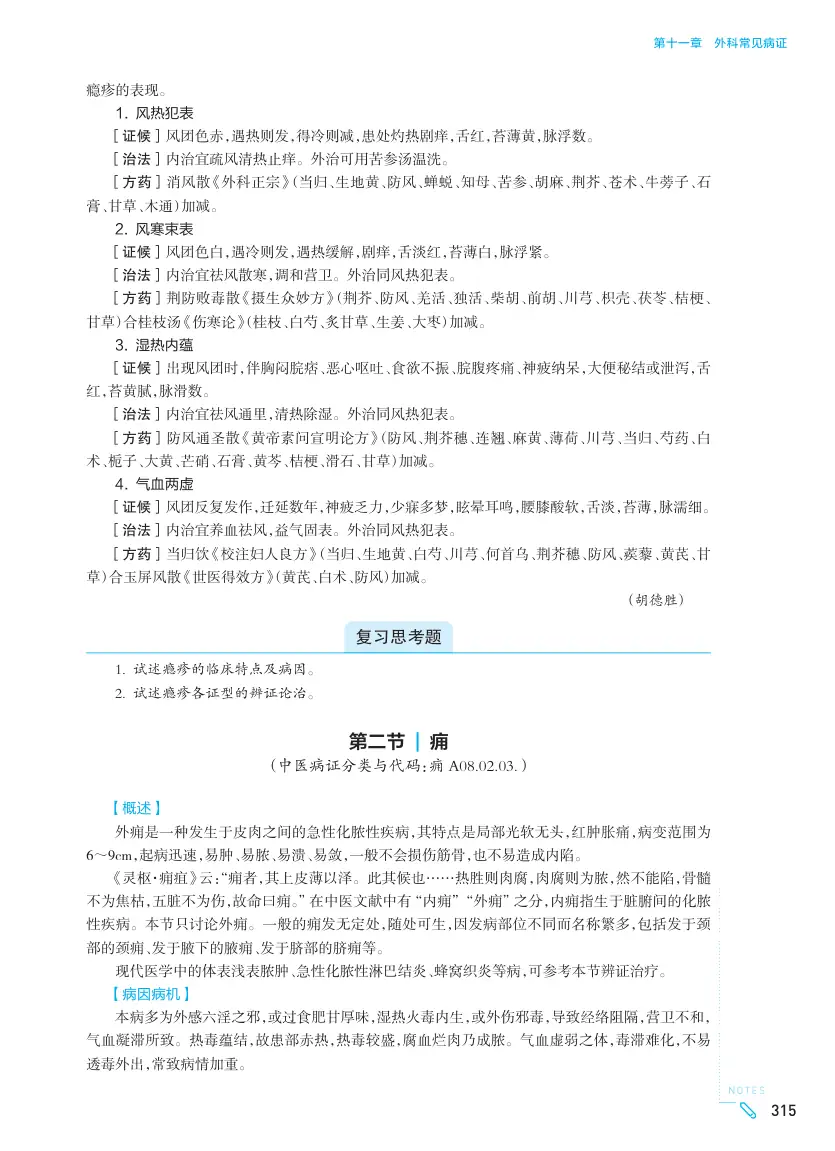 第十一章 外科常见病证
瘾疹的表现。
1. 风热犯表
［证候］风团色赤,遇热则发,得冷则减,患处灼热剧痒,舌红,苔薄黄,脉浮数。
［治法］内治宜疏风清热止痒。外治可用苦参汤温洗。
［方药］消风散《外科正宗》(当归、生地黄、防风、蝉蜕、知母、苦参、胡麻、荆芥、苍术、牛蒡子、石
膏、甘草、木通)加减。
2. 风寒束表
［证候］风团色白,遇冷则发,遇热缓解,剧痒,舌淡红,苔薄白,脉浮紧。
［治法］内治宜祛风散寒,调和营卫。外治同风热犯表。
［方药］荆防败毒散《摄生众妙方》(荆芥、防风、羌活、独活、柴胡、前胡、川芎、枳壳、茯苓、桔梗、
甘草)合桂枝汤《伤寒论》(桂枝、白芍、炙甘草、生姜、大枣)加减。
3. 湿热内蕴
［证候］出现风团时,伴胸闷脘痞、恶心呕吐、食欲不振、脘腹疼痛、神疲纳呆,大便秘结或泄泻,舌
红,苔黄腻,脉滑数。
［治法］内治宜祛风通里,清热除湿。外治同风热犯表。
［方药］防风通圣散《黄帝素问宣明论方》(防风、荆芥穗、连翘、麻黄、薄荷、川芎、当归、芍药、白
术、栀子、大黄、芒硝、石膏、黄芩、桔梗、滑石、甘草)加减。
4. 气血两虚
［证候］风团反复发作,迁延数年,神疲乏力,少寐多梦,眩晕耳鸣,腰膝酸软,舌淡,苔薄,脉濡细。
［治法］内治宜养血祛风,益气固表。外治同风热犯表。
［方药］当归饮《校注妇人良方》(当归、生地黄、白芍、川芎、何首乌、荆芥穗、防风、蒺藜、黄芪、甘
草)合玉屏风散《世医得效方》(黄芪、白术、防风)加减。
(胡德胜)
复习思考题
1. 试述瘾疹的临床特点及病因。
2. 试述瘾疹各证型的辨证论治。
第二节 | 痈
(中医病证分类与代码:痈 A08.02.03.)
【概述】
外痈是一种发生于皮肉之间的急性化脓性疾病,其特点是局部光软无头,红肿胀痛,病变范围为
6～9cm,起病迅速,易肿、易脓、易溃、易敛,一般不会损伤筋骨,也不易造成内陷。
《灵枢·痈疽》云:“痈者,其上皮薄以泽。此其候也……热胜则肉腐,肉腐则为脓,然不能陷,骨髓
不为焦枯,五脏不为伤,故命曰痈。”在中医文献中有“内痈”“外痈”之分,内痈指生于脏腑间的化脓
性疾病。本节只讨论外痈。一般的痈发无定处,随处可生,因发病部位不同而名称繁多,包括发于颈
部的颈痈、发于腋下的腋痈、发于脐部的脐痈等。
现代医学中的体表浅表脓肿、急性化脓性淋巴结炎、蜂窝织炎等病,可参考本节辨证治疗。
【病因病机】
本病多为外感六淫之邪,或过食肥甘厚味,湿热火毒内生,或外伤邪毒,导致经络阻隔,营卫不和,
气血凝滞所致。热毒蕴结,故患部赤热,热毒较盛,腐血烂肉乃成脓。气血虚弱之体,毒滞难化,不易
透毒外出,常致病情加重。
NOTES
315